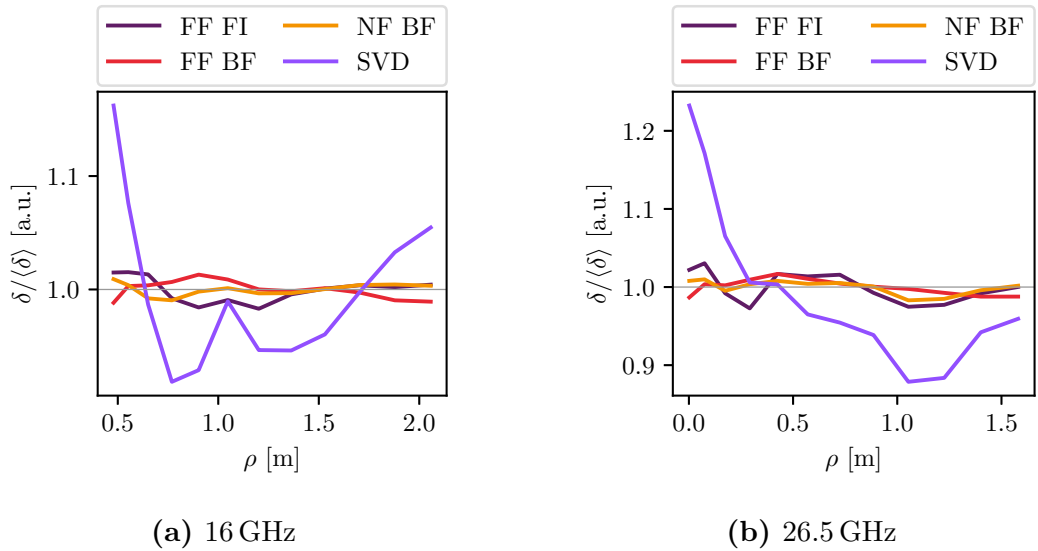 FF FI
NF BF
FF BF
SVD
1.1
1.0
δ/⟨δ⟩ [a.u.]
0.5
1.0
1.5
2.0
ρ [m]
(a) 16 GHz
FF FI
NF BF
FF BF
SVD
1.2
1.1
1.0
0.9
δ/⟨δ⟩ [a.u.]
0.0
0.5
1.0
1.5
ρ [m]
(b) 26.5 GHz